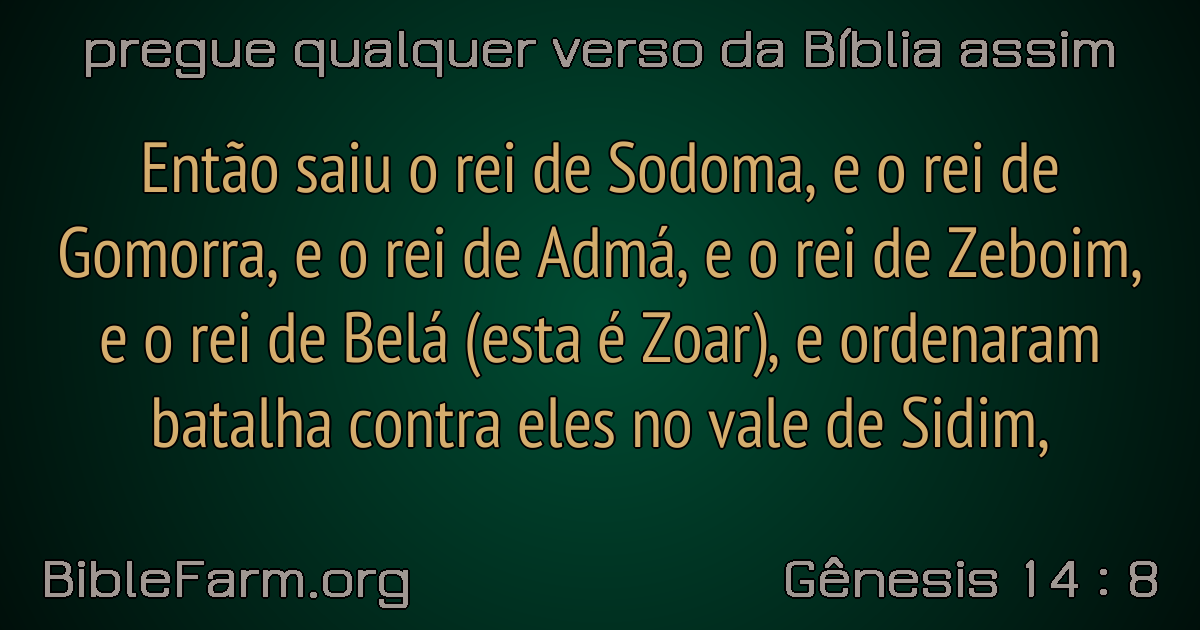 pregue qualquer verso da Bíblia assim
Então saiu o rei de Sodoma, e o rei de
Gomorra, e o rei de Admá, e o rei de Zeboim,
e o rei de Belá (esta é Zoar), e ordenaram
batalha contra eles no vale de Sidim,
BibleFarm.org
Gênesis 14 : 8